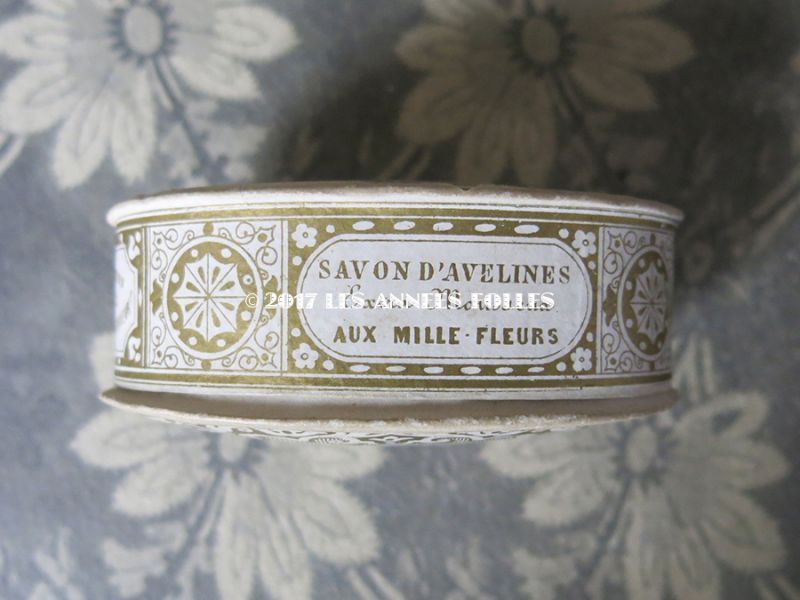 SAVON D'AVELINES
© 2017 LES ANNEES FOLLES
AUX MILLE-FLEURS